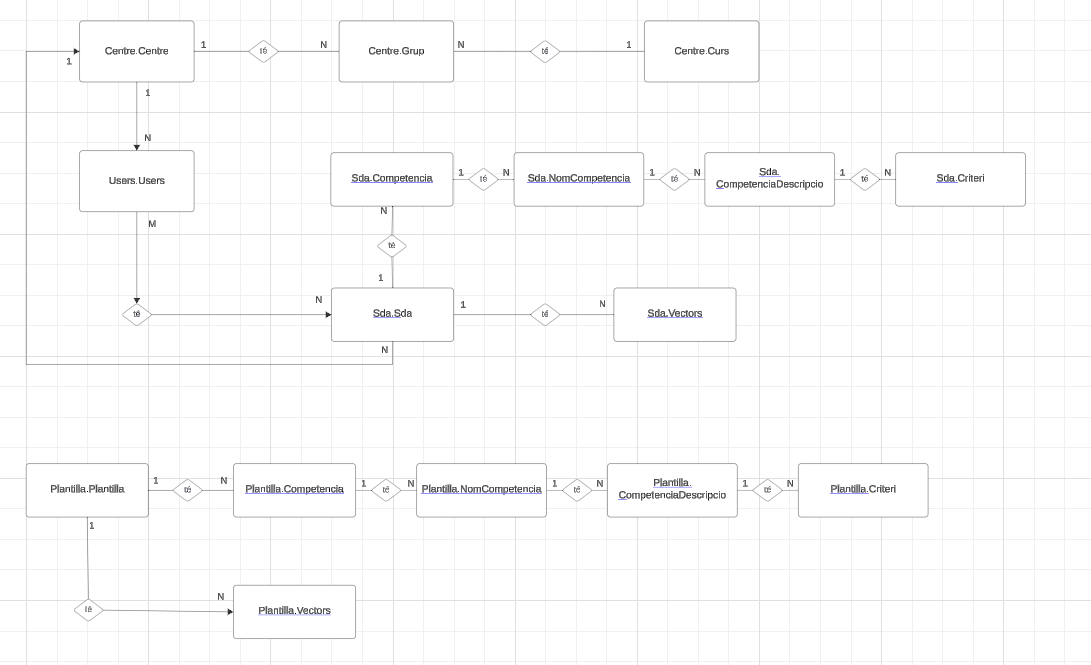 Centre.Centre
1
té
N
Centre.Grup
N
té
1
Centre.Curs
1
1
N
Users.Users
M
Sda.Competencia
1
té
N
Sda.NomCompetencia
1
té
N
Sda.
CompetenciaDescripcio
1
té
N
Sda.Criteri
N
té
1
té
N
Sda.Sda
1
té
N
Sda.Vectors
N
Plantilla.Plantilla
1
té
N
Plantilla.Competencia
1
té
N
Plantilla.NomCompetencia
1
té
N
Plantilla.
CompetenciaDescripcio
1
té
N
Plantilla.Criteri
1
té
N
Plantilla.Vectors